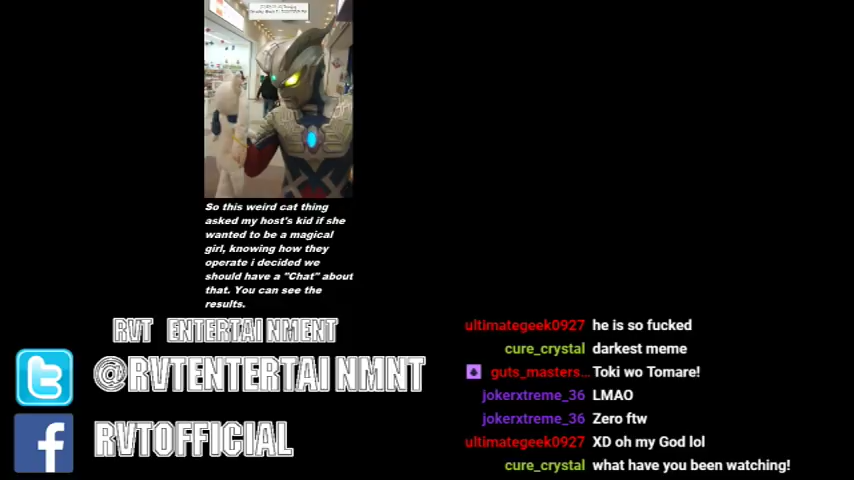 So this weird cat thing
asked my host's kid if she
wanted to be a magical
girl, knowing how they
operate i decided we
should have a "Chat" about
that. You can see the
results.
RVT ENTERTAINMENT
@RVTENTERTAINMNT
RVTOFFICIAL
ultimategeek0927 he is so fucked
cure_crystal darkest meme
guts_masters... Toki wo Tomare!
jokerxtreme_36 LMAO
jokerxtreme_36 Zero ftw
ultimategeek0927 XD oh my God lol
cure_crystal what have you been watching!